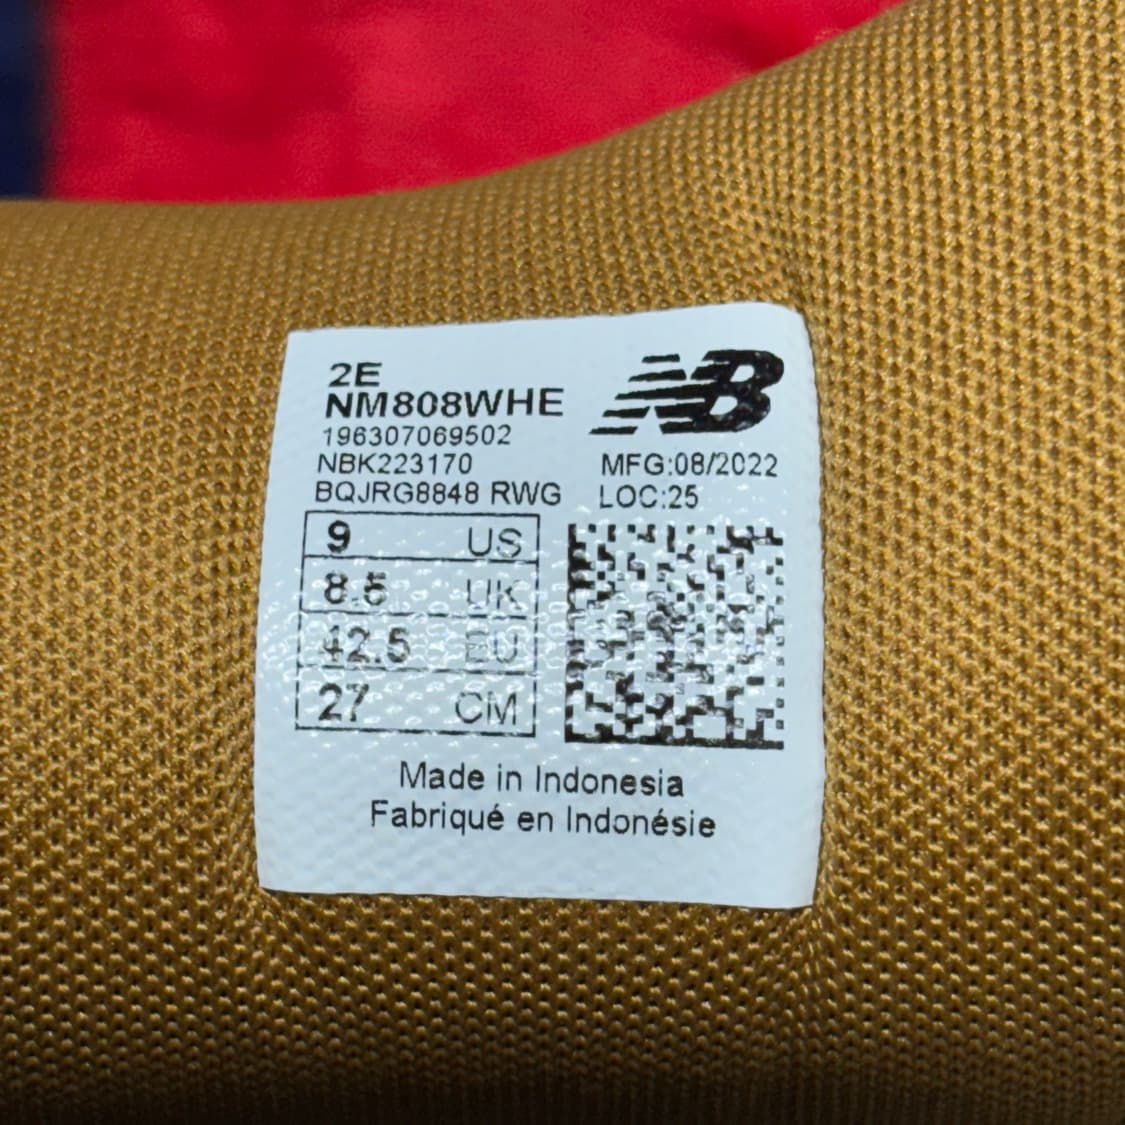 2E
NM808WHE
196307069502
NBK223170
BQJRG8848 RWG
NB
MFG:08/2022
LOC:25
9 US
8.5 UK
42.5 EU
27 CM
Made in Indonesia
Fabriqué en Indonésie